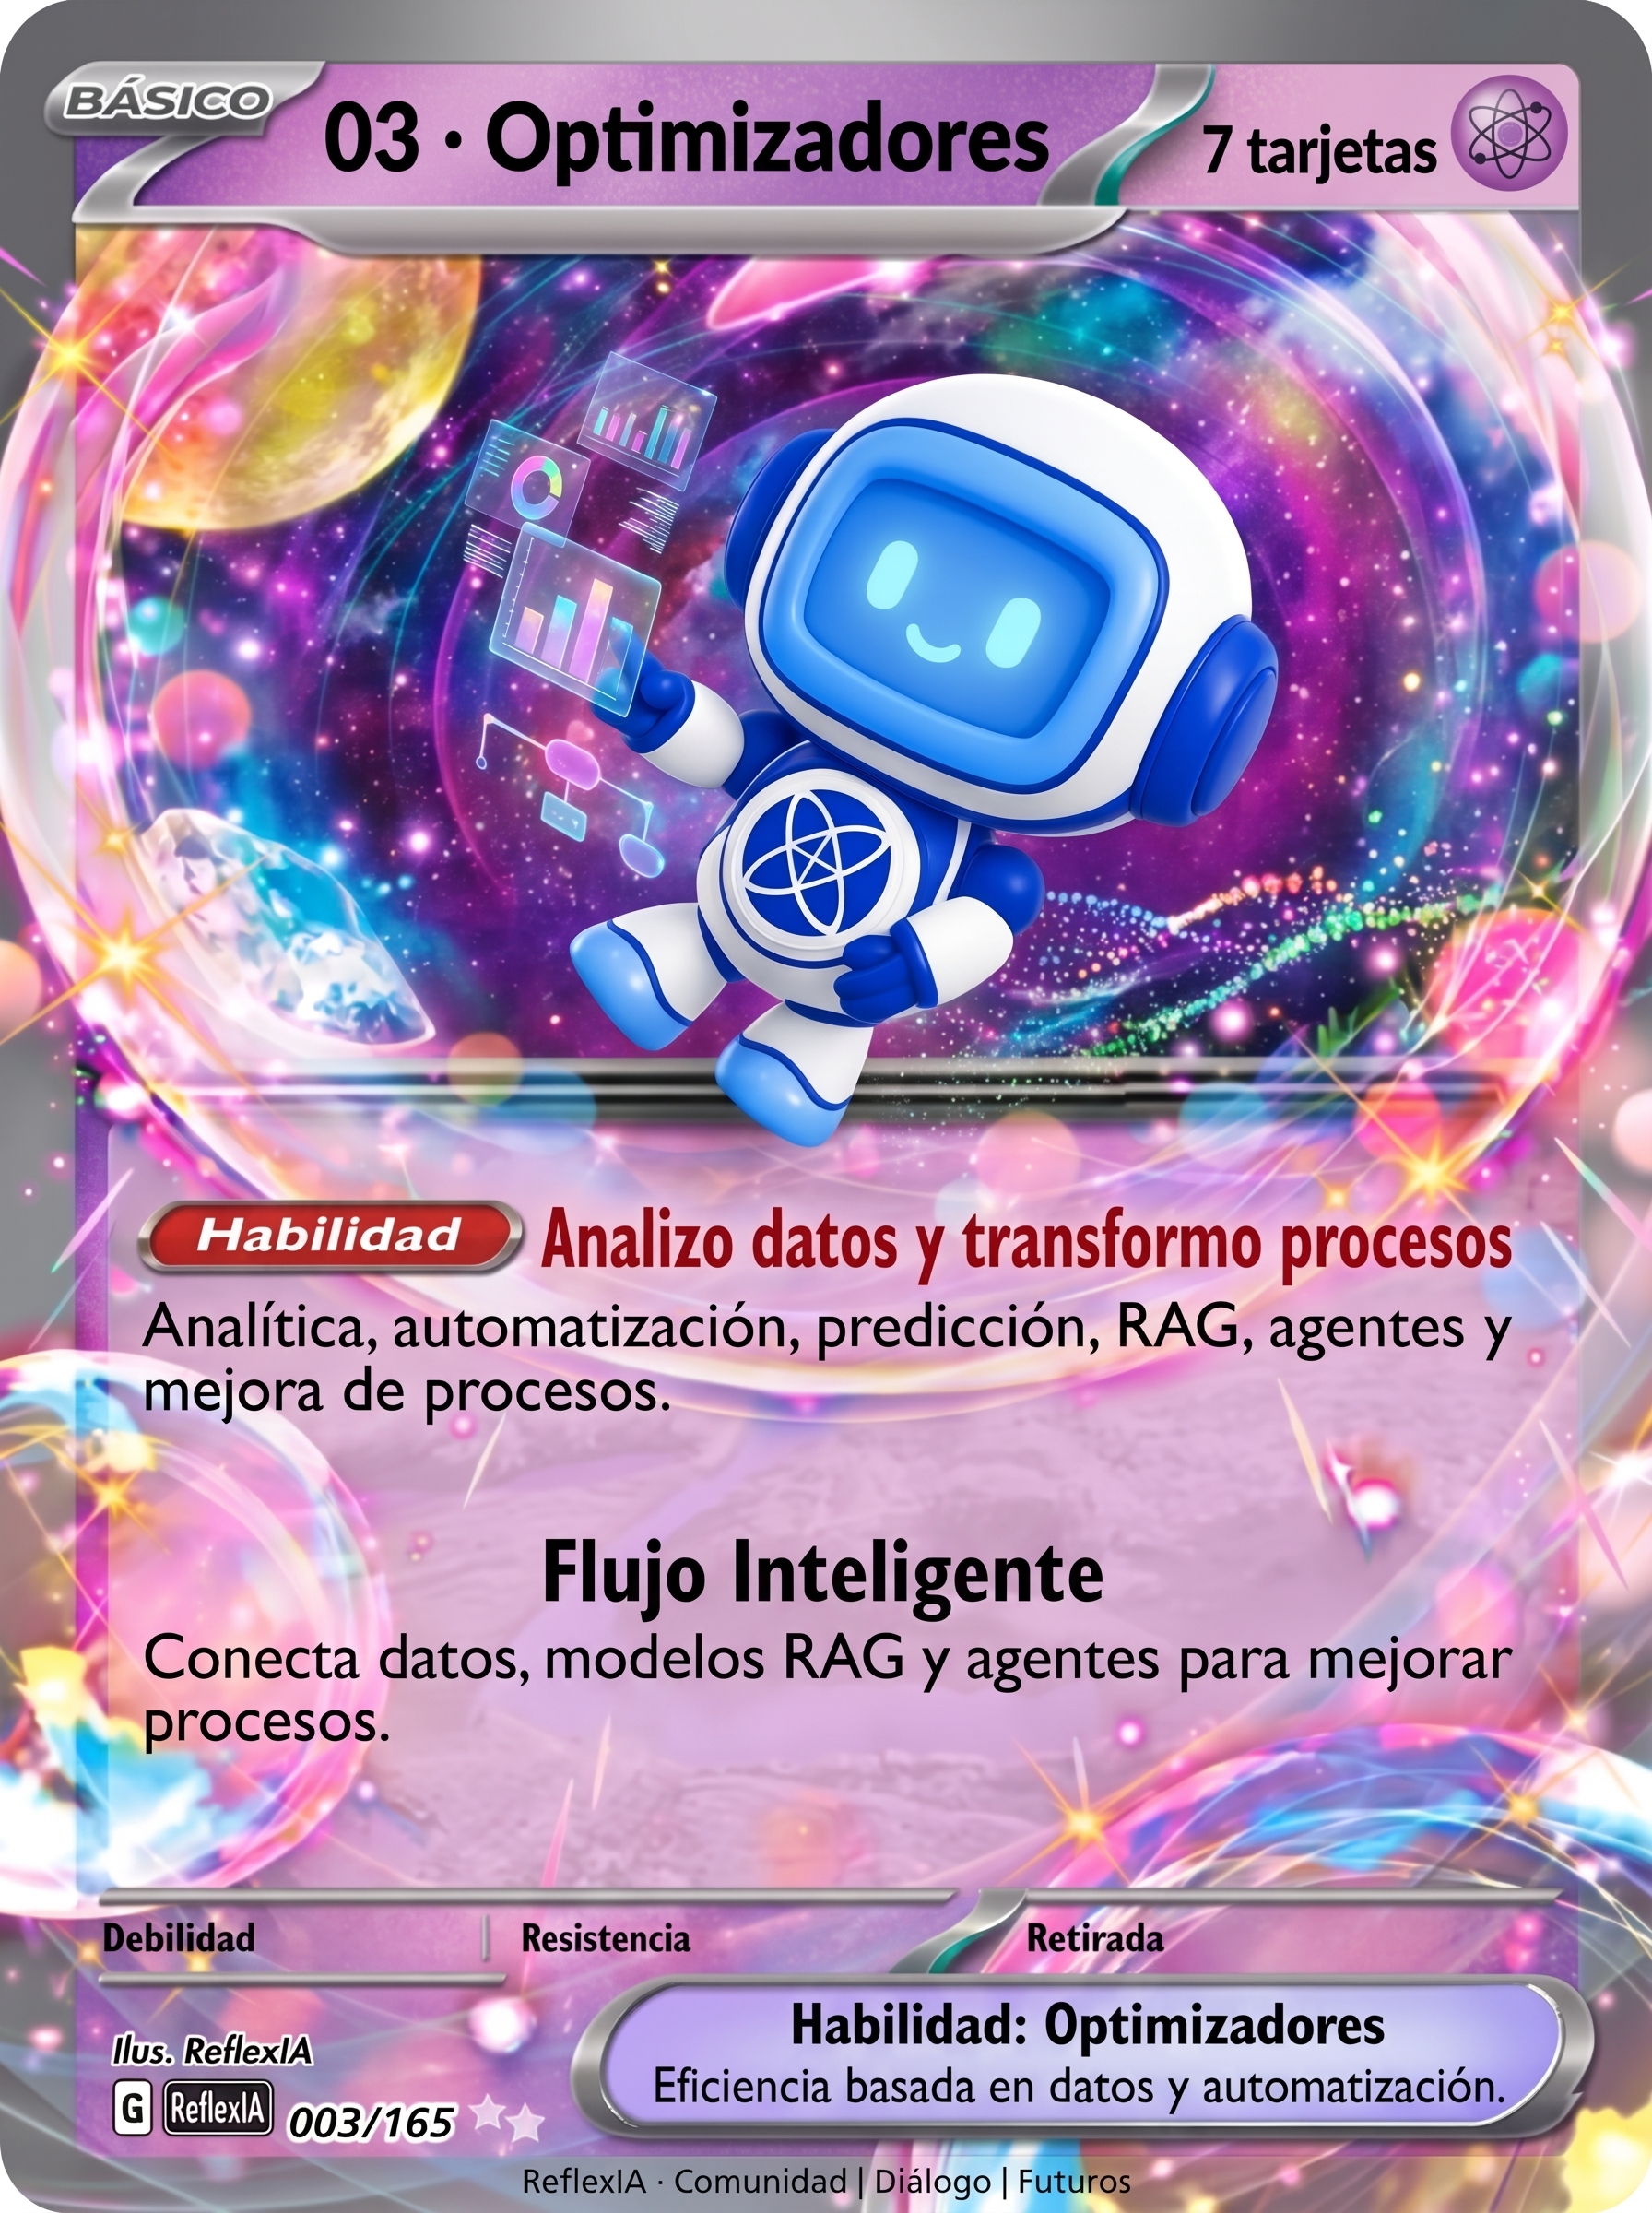 BÁSICO
03 · Optimizadores
7 tarjetas
Habilidad
Analizo datos y transformo procesos
Analítica, automatización, predicción, RAG, agentes y
mejora de procesos.
Flujo Inteligente
Conecta datos, modelos RAG y agentes para mejorar
procesos.
Debilidad
Resistencia
Retirada
Habilidad: Optimizadores
Eficiencia basada en datos y automatización.
Ilus. ReflexIA
G ReflexIA 003/165
ReflexIA · Comunidad | Diálogo | Futuros